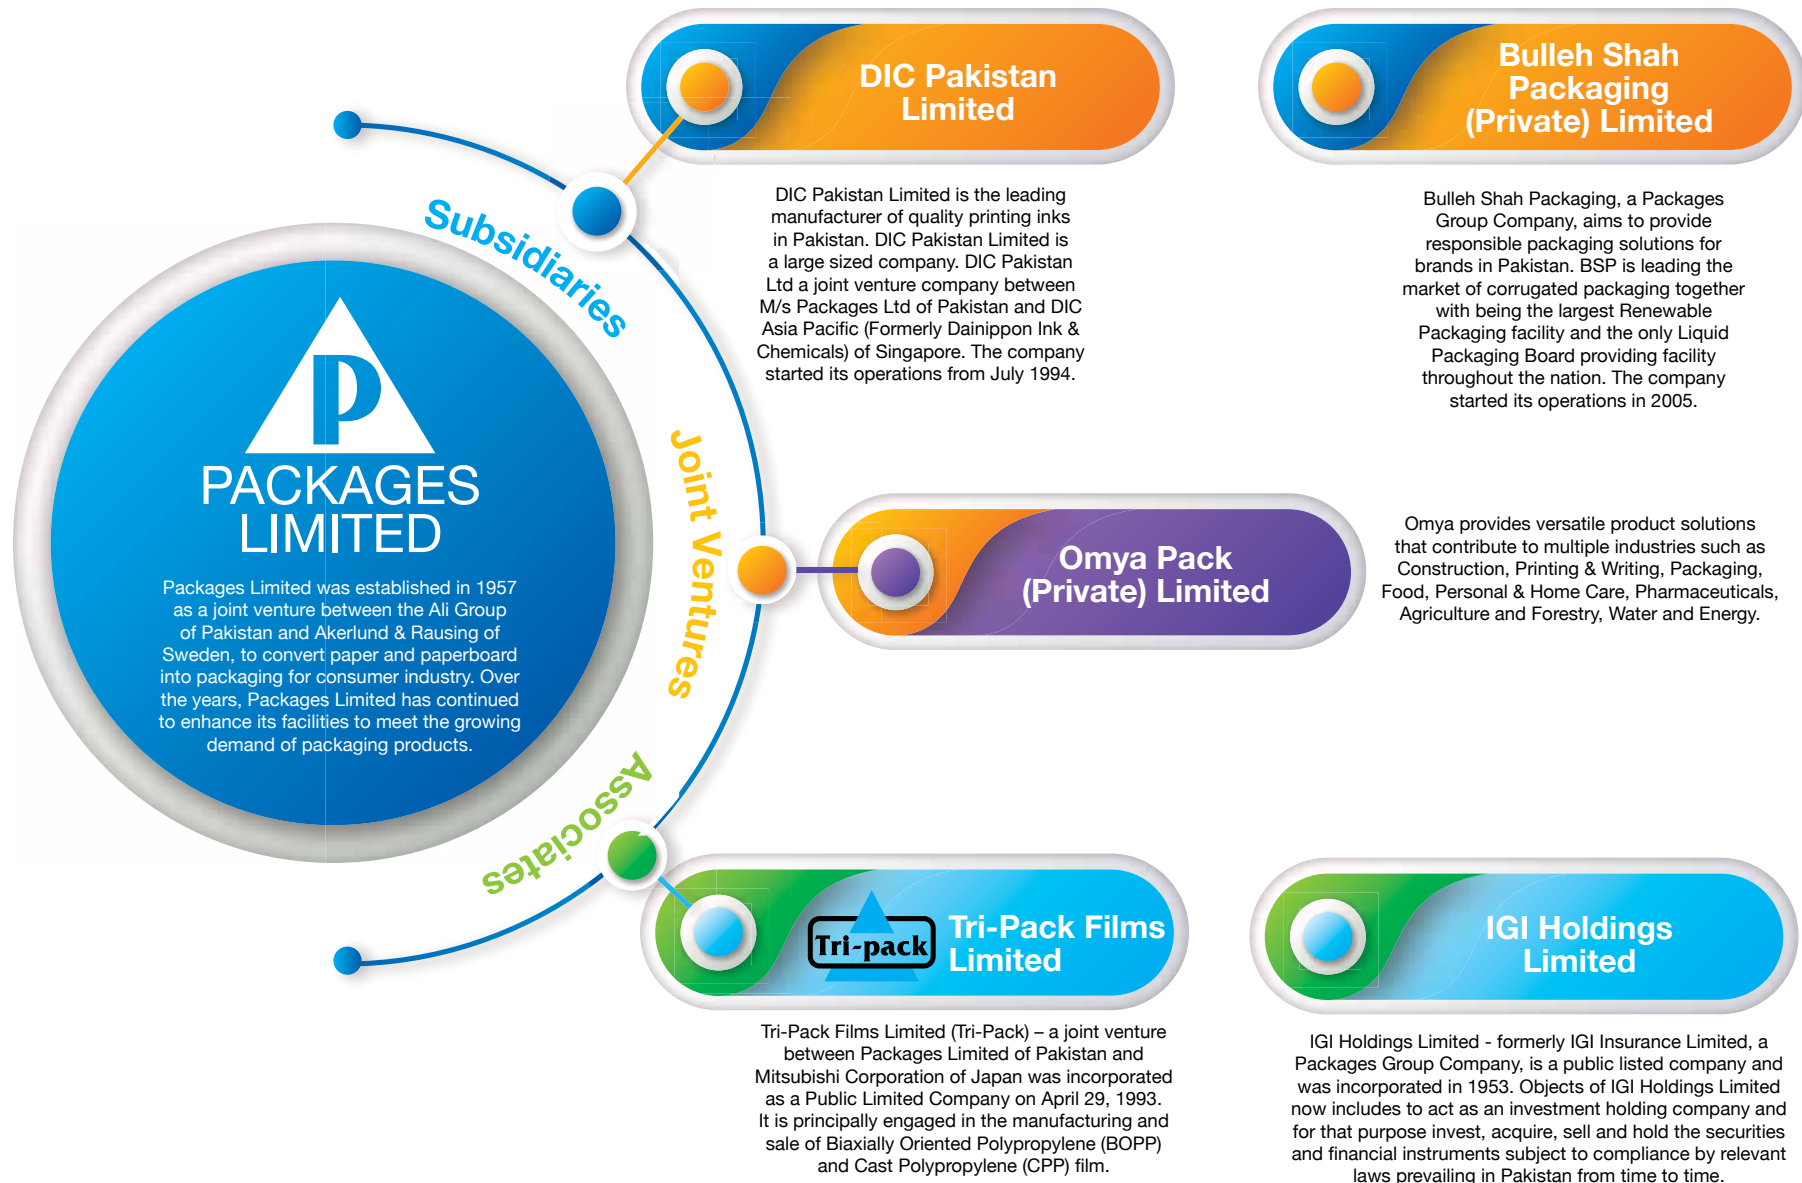 DIC Pakistan
Limited
Bulleh Shah
Packaging
(Private) Limited
DIC Pakistan Limited is the leading
manufacturer of quality printing inks
in Pakistan. DIC Pakistan Limited is
a large sized company. DIC Pakistan
Ltd a joint venture company between
M/s Packages Ltd of Pakistan and DIC
Asia Pacific (Formerly Dainippon Ink &
Chemicals) of Singapore. The company
started its operations from July 1994.
Bulleh Shah Packaging, a Packages
Group Company, aims to provide
responsible packaging solutions for
brands in Pakistan. BSP is leading the
market of corrugated packaging together
with being the largest Renewable
Packaging facility and the only Liquid
Packaging Board providing facility
throughout the nation. The company
started its operations in 2005.
Subsidiaries
P
PACKAGES
LIMITED
Packages Limited was established in 1957
as a joint venture between the Ali Group
of Pakistan and Akerlund & Rausing of
Sweden, to convert paper and paperboard
into packaging for consumer industry. Over
the years, Packages Limited has continued
to enhance its facilities to meet the growing
demand of packaging products.
Joint Ventures
Omya Pack
(Private) Limited
Omya provides versatile product solutions
that contribute to multiple industries such as
Construction, Printing & Writing, Packaging,
Food, Personal & Home Care, Pharmaceuticals,
Agriculture and Forestry, Water and Energy.
Associates
Tri-pack
Tri-Pack Films
Limited
IGI Holdings
Limited
Tri-Pack Films Limited (Tri-Pack) – a joint venture
between Packages Limited of Pakistan and
Mitsubishi Corporation of Japan was incorporated
as a Public Limited Company on April 29, 1993.
It is principally engaged in the manufacturing and
sale of Biaxially Oriented Polypropylene (BOPP)
and Cast Polypropylene (CPP) film.
IGI Holdings Limited - formerly IGI Insurance Limited, a
Packages Group Company, is a public listed company and
was incorporated in 1953. Objects of IGI Holdings Limited
now includes to act as an investment holding company and
for that purpose invest, acquire, sell and hold the securities
and financial instruments subject to compliance by relevant
laws prevailing in Pakistan from time to time.